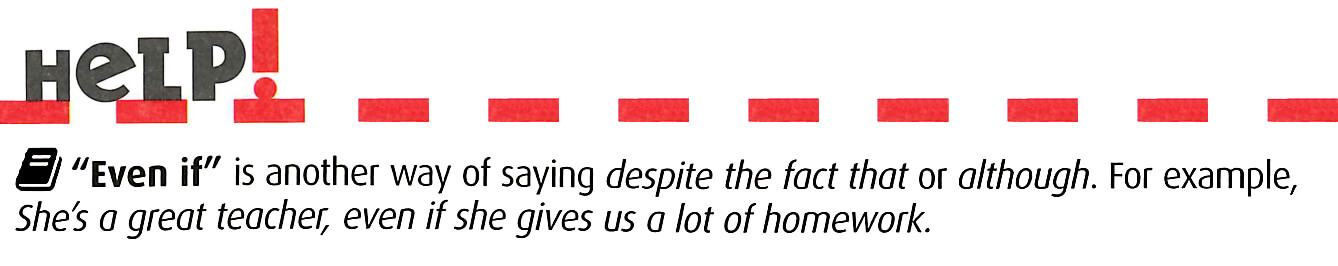 HeLP!
“Even if” is another way of saying despite the fact that or although. For example,
She’s a great teacher, even if she gives us a lot of homework.